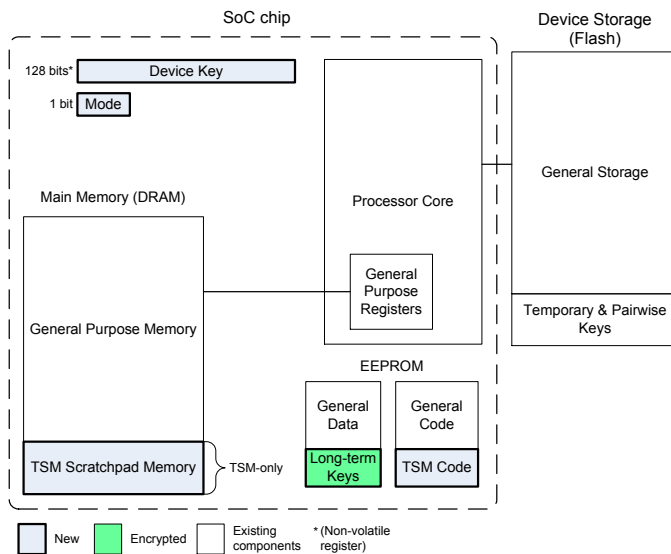 SoC chip
Device Storage
(Flash)
128 bits*
Device Key
1 bit
Mode
Main Memory (DRAM)
General Purpose Memory
TSM Scratchpad Memory
TSM-only
Processor Core
General
Purpose
Registers
EEPROM
General
Data
Long-term
Keys
General
Code
TSM Code
General Storage
Temporary & Pairwise
Keys
New
Encrypted
Existing
components
* (Non-volatile
register)